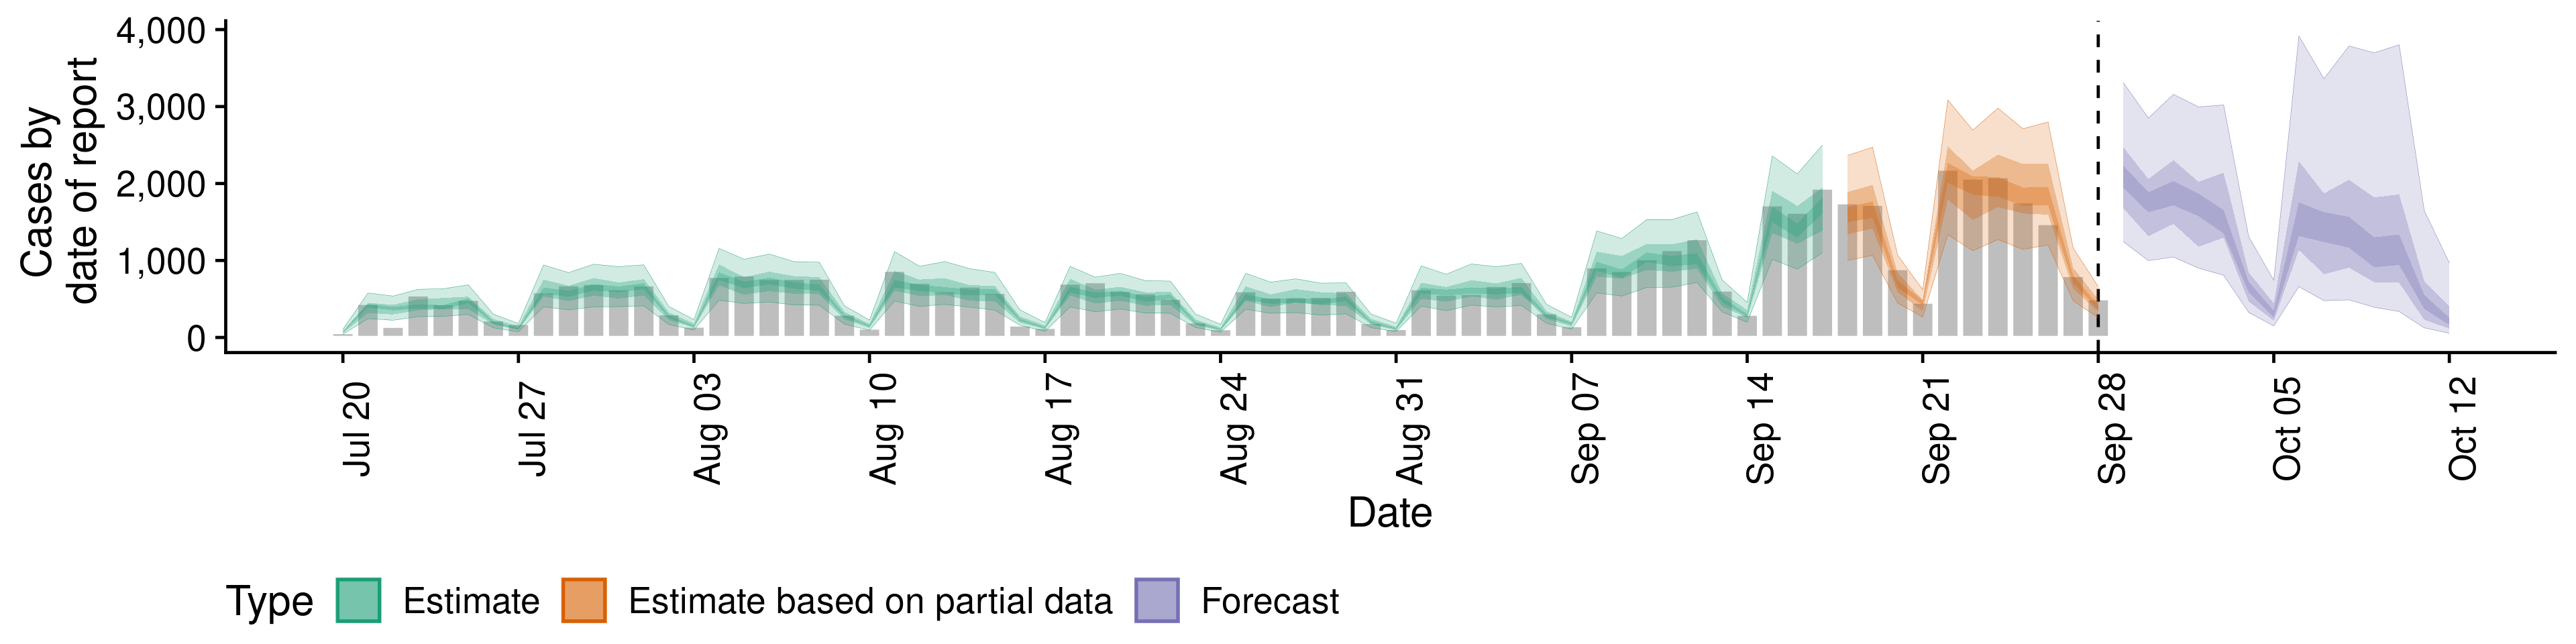 Cases by
date of report
4,000
3,000
2,000
1,000
0
Jul 20
Jul 27
Aug 03
Aug 10
Aug 17
Aug 24
Aug 31
Sep 07
Sep 14
Sep 21
Sep 28
Oct 05
Oct 12
Date
Type Estimate Estimate based on partial data Forecast